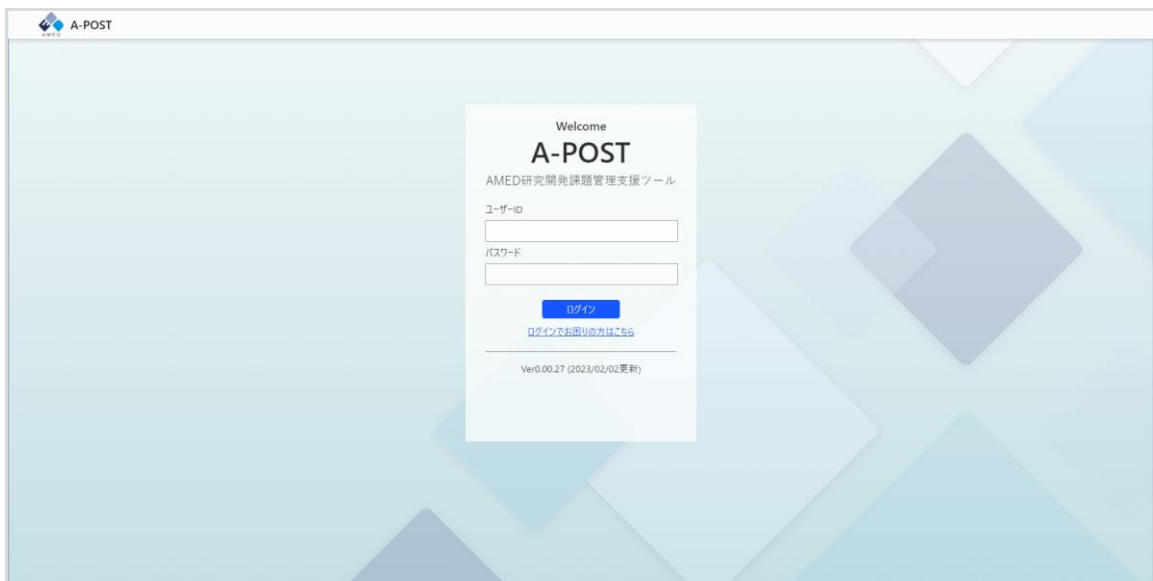 A-POST
AMED
Welcome
A-POST
AMED研究開発課題管理支援ツール
ユーザーID
パスワード
ログイン
ログインでお困りの方はこちら
Ver0.00.27 (2023/02/02更新)